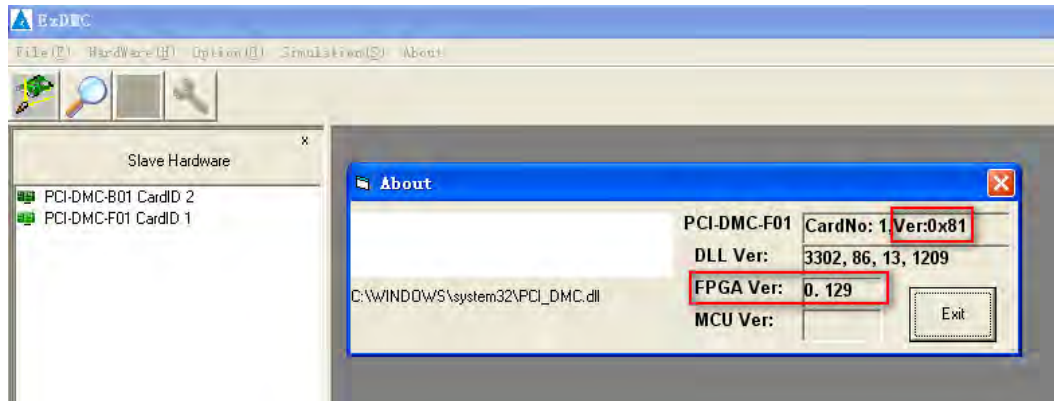 EzDMC
File(F) HardWare(H) Option(O) Simulation(S) About
x
Slave Hardware
PCI-DMC-B01 CardID 2
PCI-DMC-F01 CardID 1
About
PCI-DMC-F01 CardNo: 1, Ver:0x81
DLL Ver: 3302, 86, 13, 1209
C:\WINDOWS\system32\PCI_DMC.dll
FPGA Ver: 0. 129
MCU Ver:
Exit